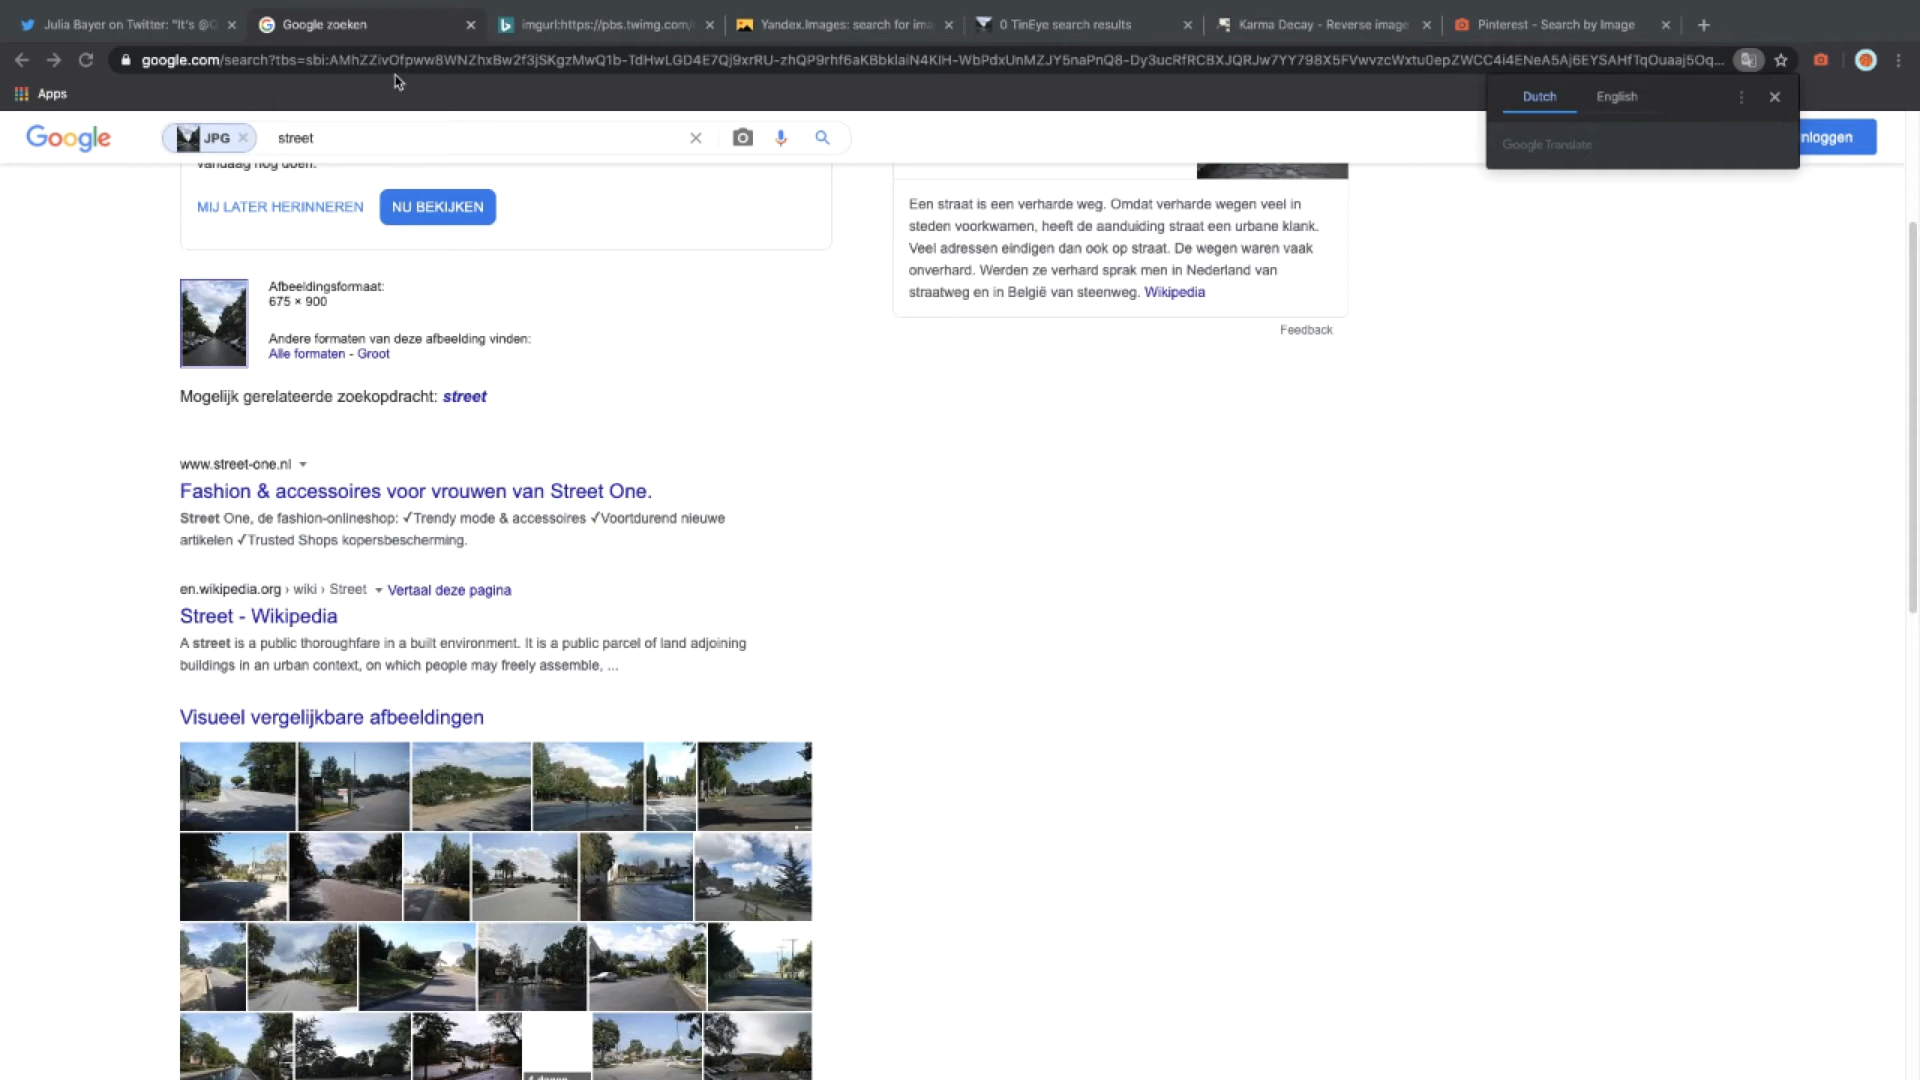 Julia Bayer on Twitter: "It's @Q
Google zoeken
imgurl:https://pbs.twimg.com/
Yandex.Images: search for ima
0 TinEye search results
Karma Decay - Reverse image
Pinterest - Search by Image
Apps
Dutch English
Google Translate
Google
JPG street
nloggen
vandaag nog doen.
MIJ LATER HERINNEREN NU BEKIJKEN
Een straat is een verharde weg. Omdat verharde wegen veel in
steden voorkwamen, heeft de aanduiding straat een urbane klank.
Veel adressen eindigen dan ook op straat. De wegen waren vaak
onverhard. Werden ze verhard sprak men in Nederland van
straatweg en in België van steenweg. Wikipedia
Feedback
Afbeeldingsformaat:
675 × 900
Andere formaten van deze afbeelding vinden:
Alle formaten - Groot
Mogelijk gerelateerde zoekopdracht: street
www.street-one.nl
Fashion & accessoires voor vrouwen van Street One.
Street One, de fashion-onlineshop: √Trendy mode & accessoires √Voortdurend nieuwe
artikelen √Trusted Shops kopersbescherming.
en.wikipedia.org › wiki › Street Vertaal deze pagina
Street - Wikipedia
A street is a public thoroughfare in a built environment. It is a public parcel of land adjoining
buildings in an urban context, on which people may freely assemble, ...
Visueel vergelijkbare afbeeldingen